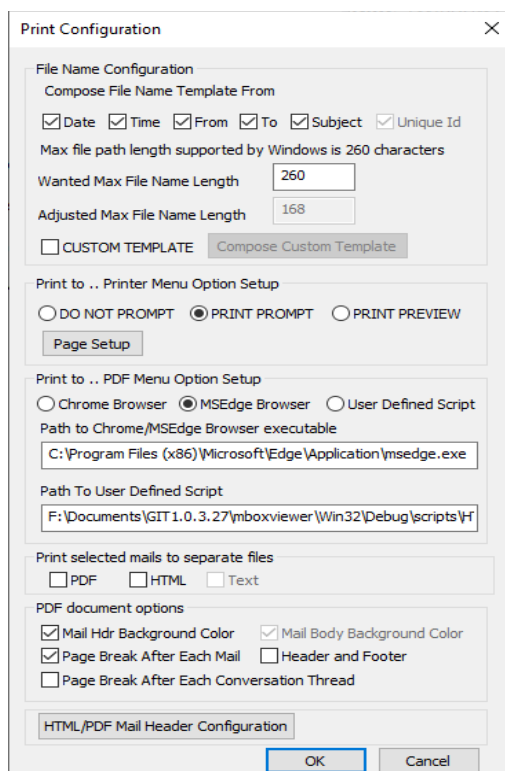 Print Configuration
File Name Configuration
Compose File Name Template From
Date Time From To Subject Unique Id
Max file path length supported by Windows is 260 characters
Wanted Max File Name Length 260
Adjusted Max File Name Length 168
CUSTOM TEMPLATE Compose Custom Template
Print to .. Printer Menu Option Setup
DO NOT PROMPT PRINT PROMPT PRINT PREVIEW
Page Setup
Print to .. PDF Menu Option Setup
Chrome Browser MSEdge Browser User Defined Script
Path to Chrome/MSEdge Browser executable
C:\Program Files (x86)\Microsoft\Edge\Application\msedge.exe
Path To User Defined Script
F:\Documents\GIT1.0.3.27\mboxviewer\Win32\Debug\scripts\H
Print selected mails to separate files
PDF HTML Text
PDF document options
Mail Hdr Background Color Mail Body Background Color
Page Break After Each Mail Header and Footer
Page Break After Each Conversation Thread
HTML/PDF Mail Header Configuration
OK Cancel